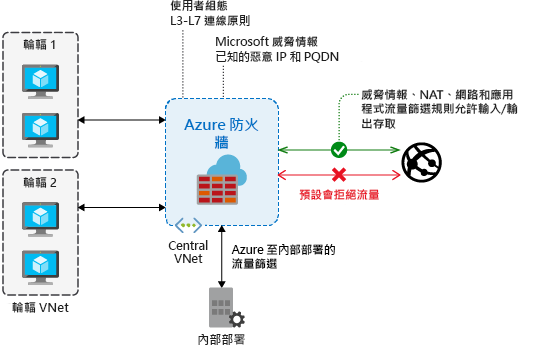 使用者組態
L3-L7 連線原則
Microsoft 威脅情報
已知的惡意 IP 和 PQDN
輪輻 1
Azure 防火
牆
威脅情報、NAT、網路和應用
程式流量篩選規則允許輸入/輸
出存取
預設會拒絕流量
輪輻 2
輪輻 VNet
Central
VNet
Azure 至內部部署的
流量篩選
內部部署